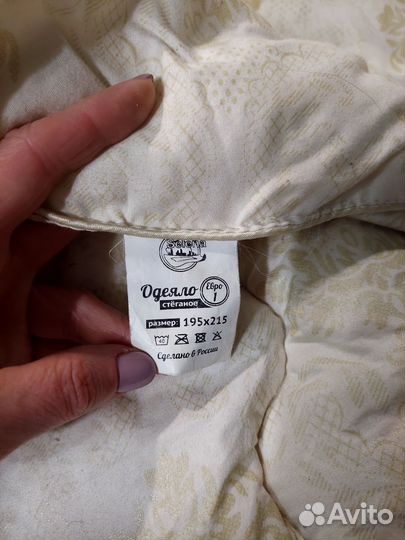 Selena
Одеяло
СТЁГАНОЕ
Евро
1
размер: 195x215
40
Сделано в России
Avito